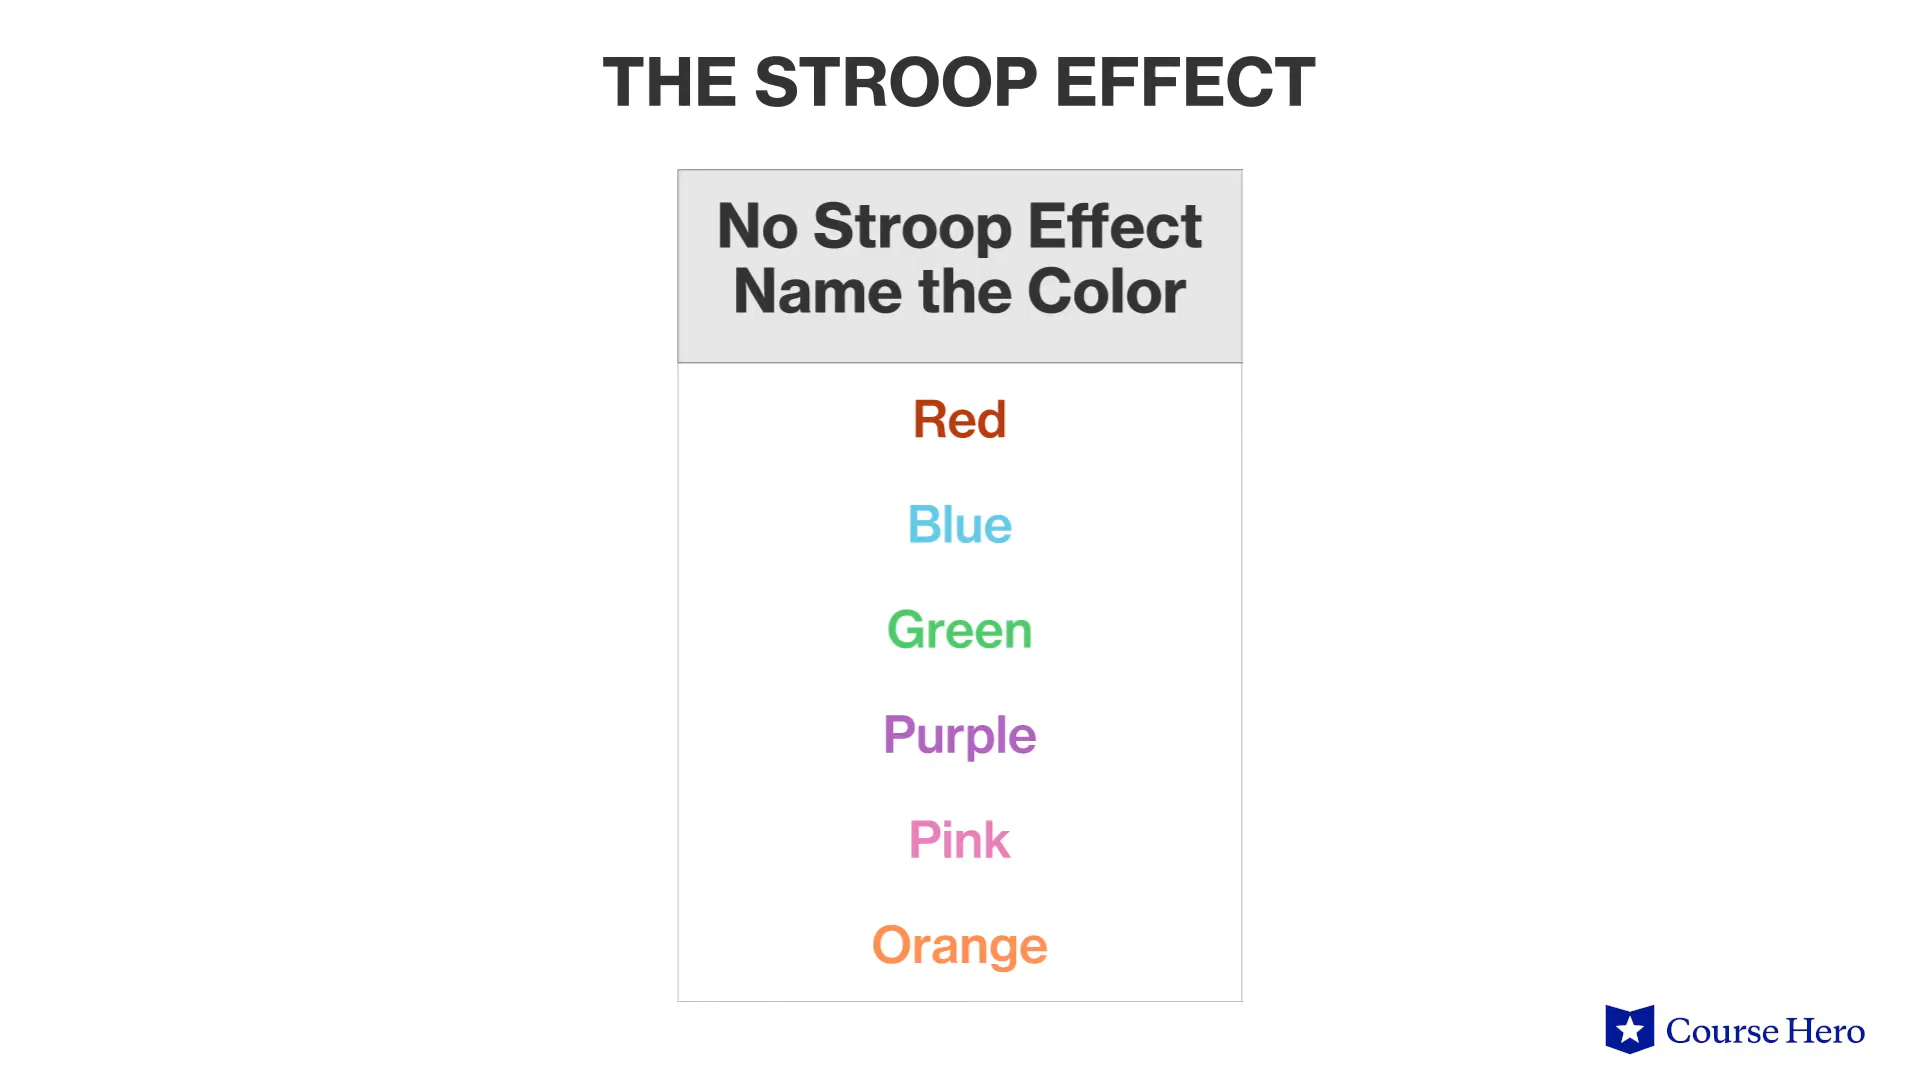 THE STROOP EFFECT
No Stroop Effect
Name the Color
Red
Blue
Green
Purple
Pink
Orange
Course Hero